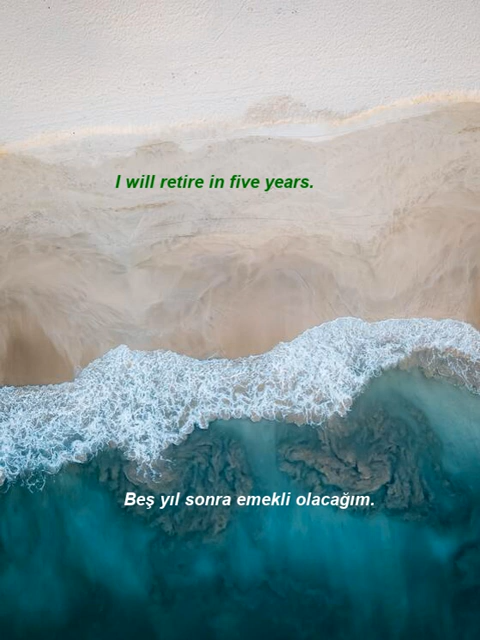 I will retire in five years.
Beş yıl sonra emekli olacağım.